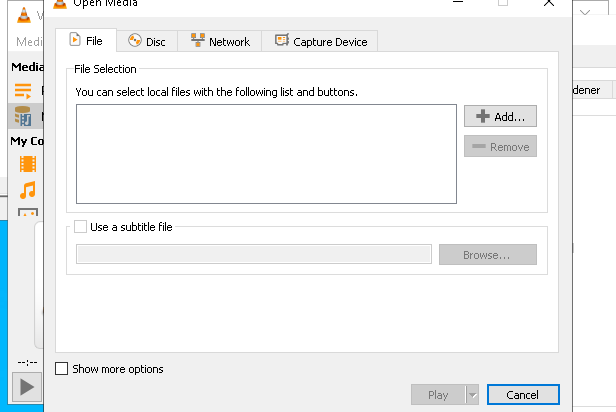 Open Media
Medi
File
Disc
Network
Capture Device
Media
File Selection
dener
You can select local files with the following list and buttons.
Add...
My Co
Remove
Use a subtitle file
Browse...
--:--
Show more options
Play
Cancel